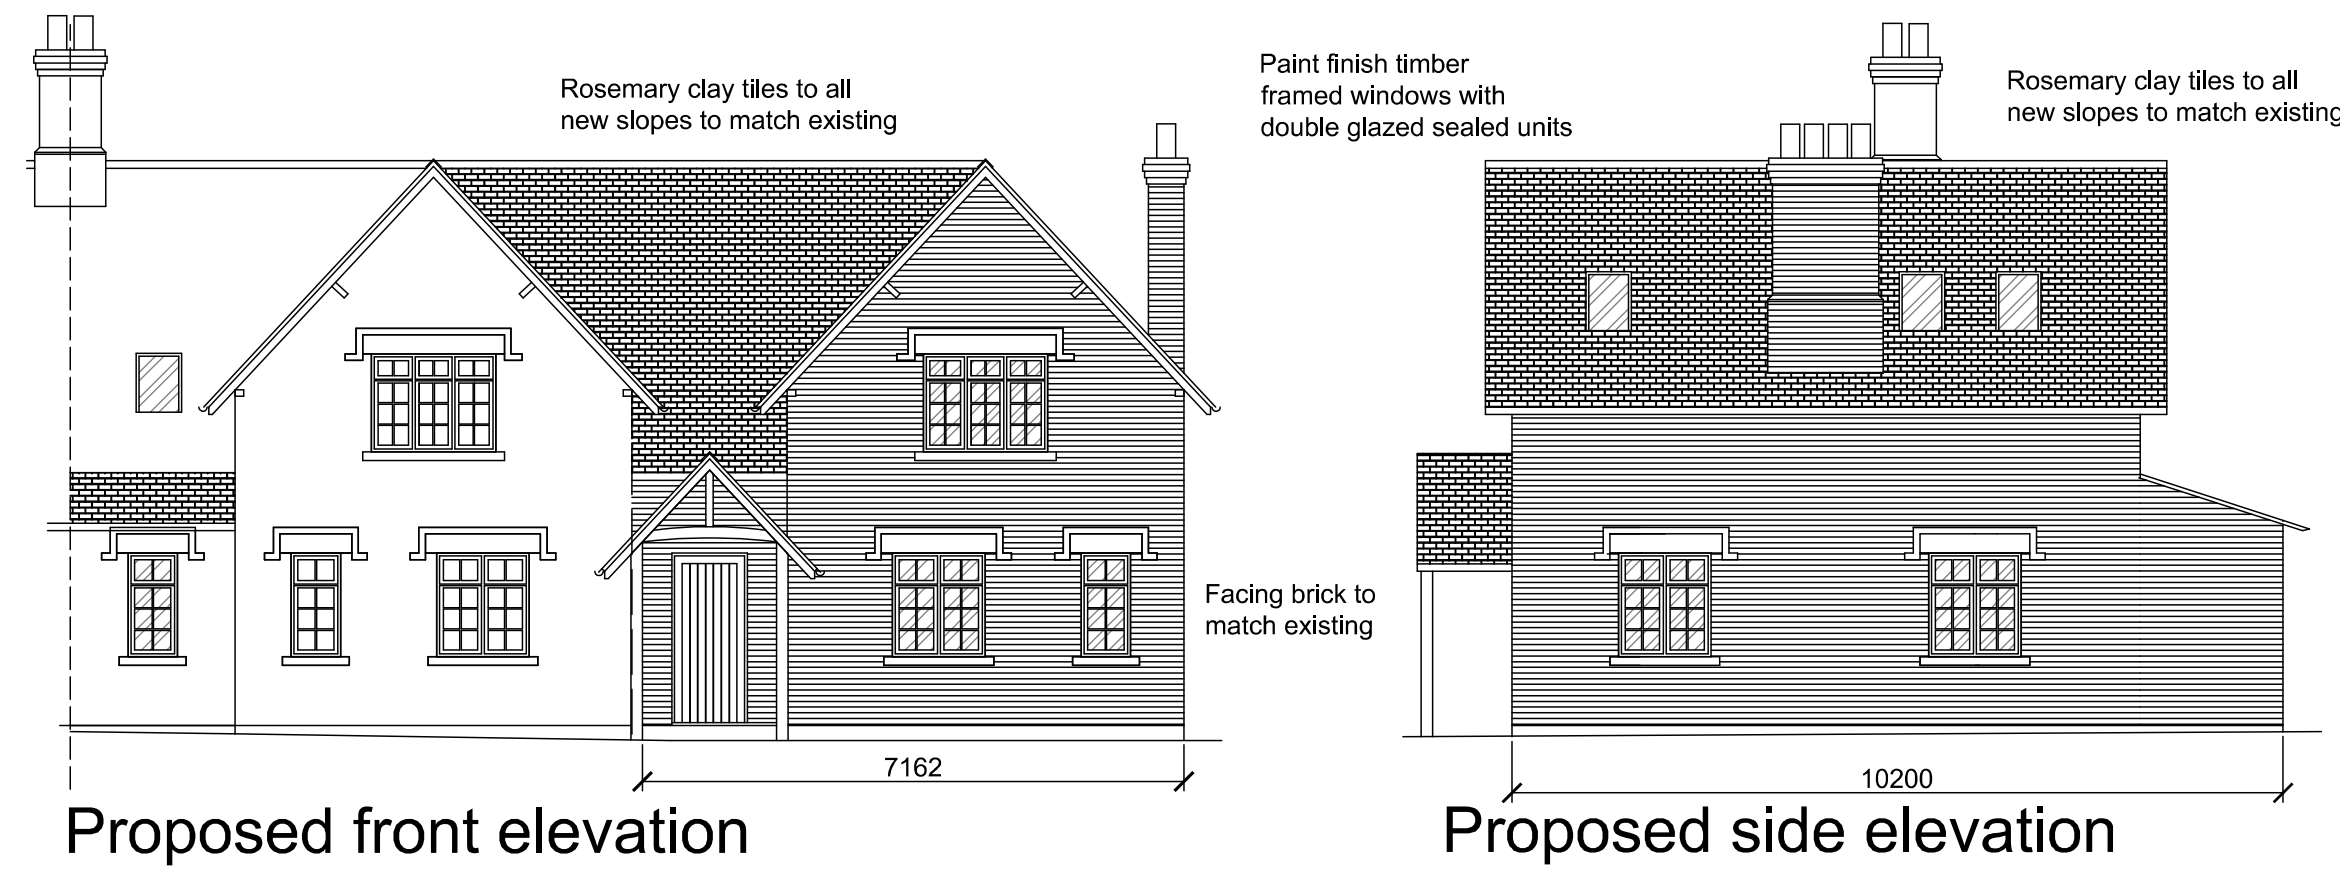 Rosemary clay tiles to all
new slopes to match existing
Paint finish timber
framed windows with
double glazed sealed units
Rosemary clay tiles to all
new slopes to match existing
Facing brick to
match existing
7162
10200
Proposed front elevation
Proposed side elevation